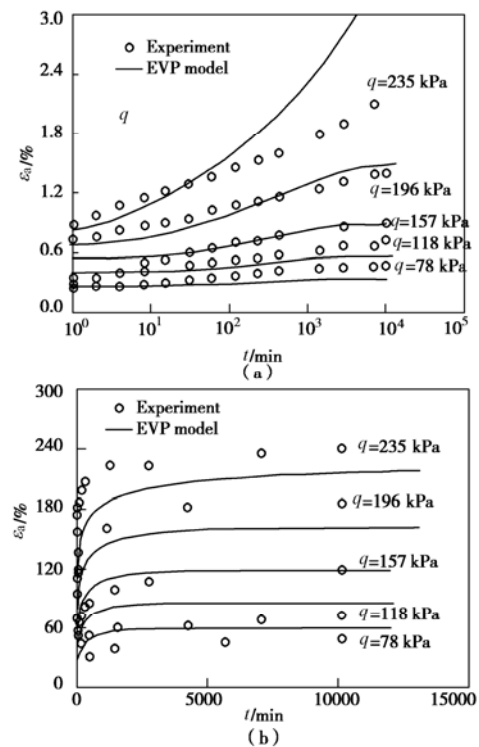 3.0
2.4
1.8
1.2
0.6
0.0
εa/%
Experiment
EVP model
q
q=235 kPa
q=196 kPa
q=157 kPa
q=118 kPa
q=78 kPa
10^0 10^1 10^2 10^3 10^4 10^5
t/min
(a)
300
240
180
120
60
0
εa/%
Experiment
EVP model
q=235 kPa
q=196 kPa
q=157 kPa
q=118 kPa
q=78 kPa
0 5000 10000 15000
t/min
(b)